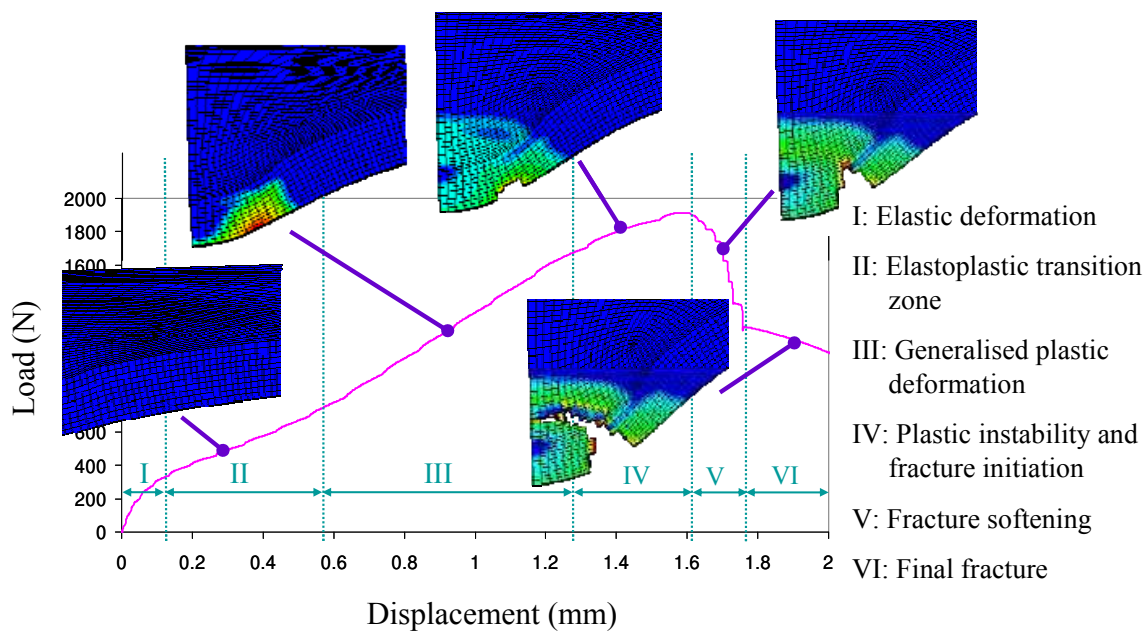 2000
1800
1600
600
400
200
0
Load (N)
I
II
III
IV
V
VI
0
0.2
0.4
0.6
0.8
1
1.2
1.4
1.6
1.8
2
Displacement (mm)
I: Elastic deformation
II: Elastoplastic transition
zone
III: Generalised plastic
deformation
IV: Plastic instability and
fracture initiation
V: Fracture softening
VI: Final fracture